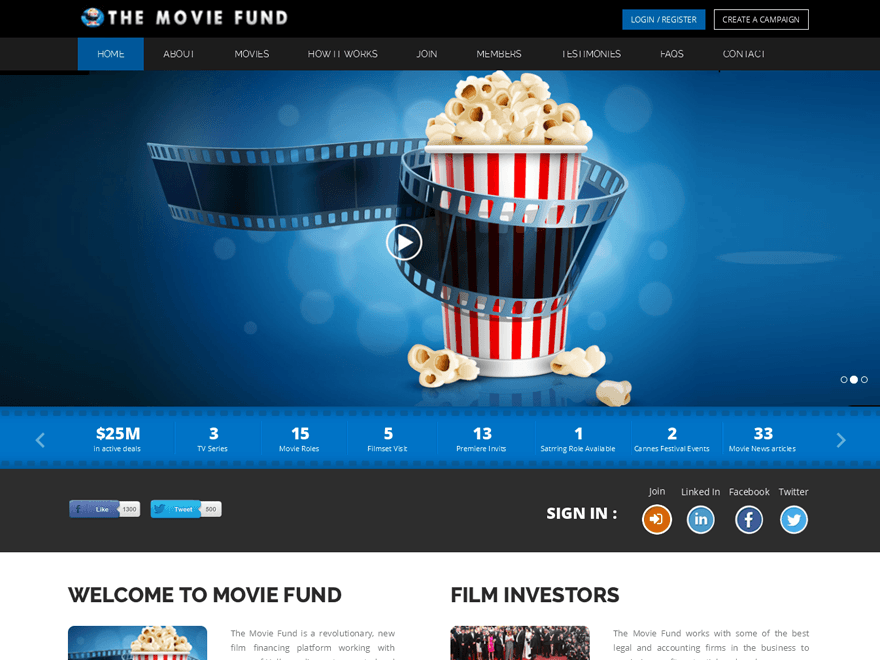 THE MOVIE FUND
LOGIN / REGISTER
CREATE A CAMPAIGN
HOME
ABOUT
MOVIES
HOW IT WORKS
JOIN
MEMBERS
TESTIMONIES
FAQS
CONTACT
$25M
in active deals
3
TV Series
15
Movie Roles
5
Filmset Visit
13
Premiere Invits
1
Satrring Role Available
2
Cannes Festival Events
33
Movie News articles
Like
1300
Tweet
500
SIGN IN :
Join
Linked In
Facebook
Twitter
WELCOME TO MOVIE FUND
The Movie Fund is a revolutionary, new
film financing platform working with
FILM INVESTORS
The Movie Fund works with some of the best
legal and accounting firms in the business to